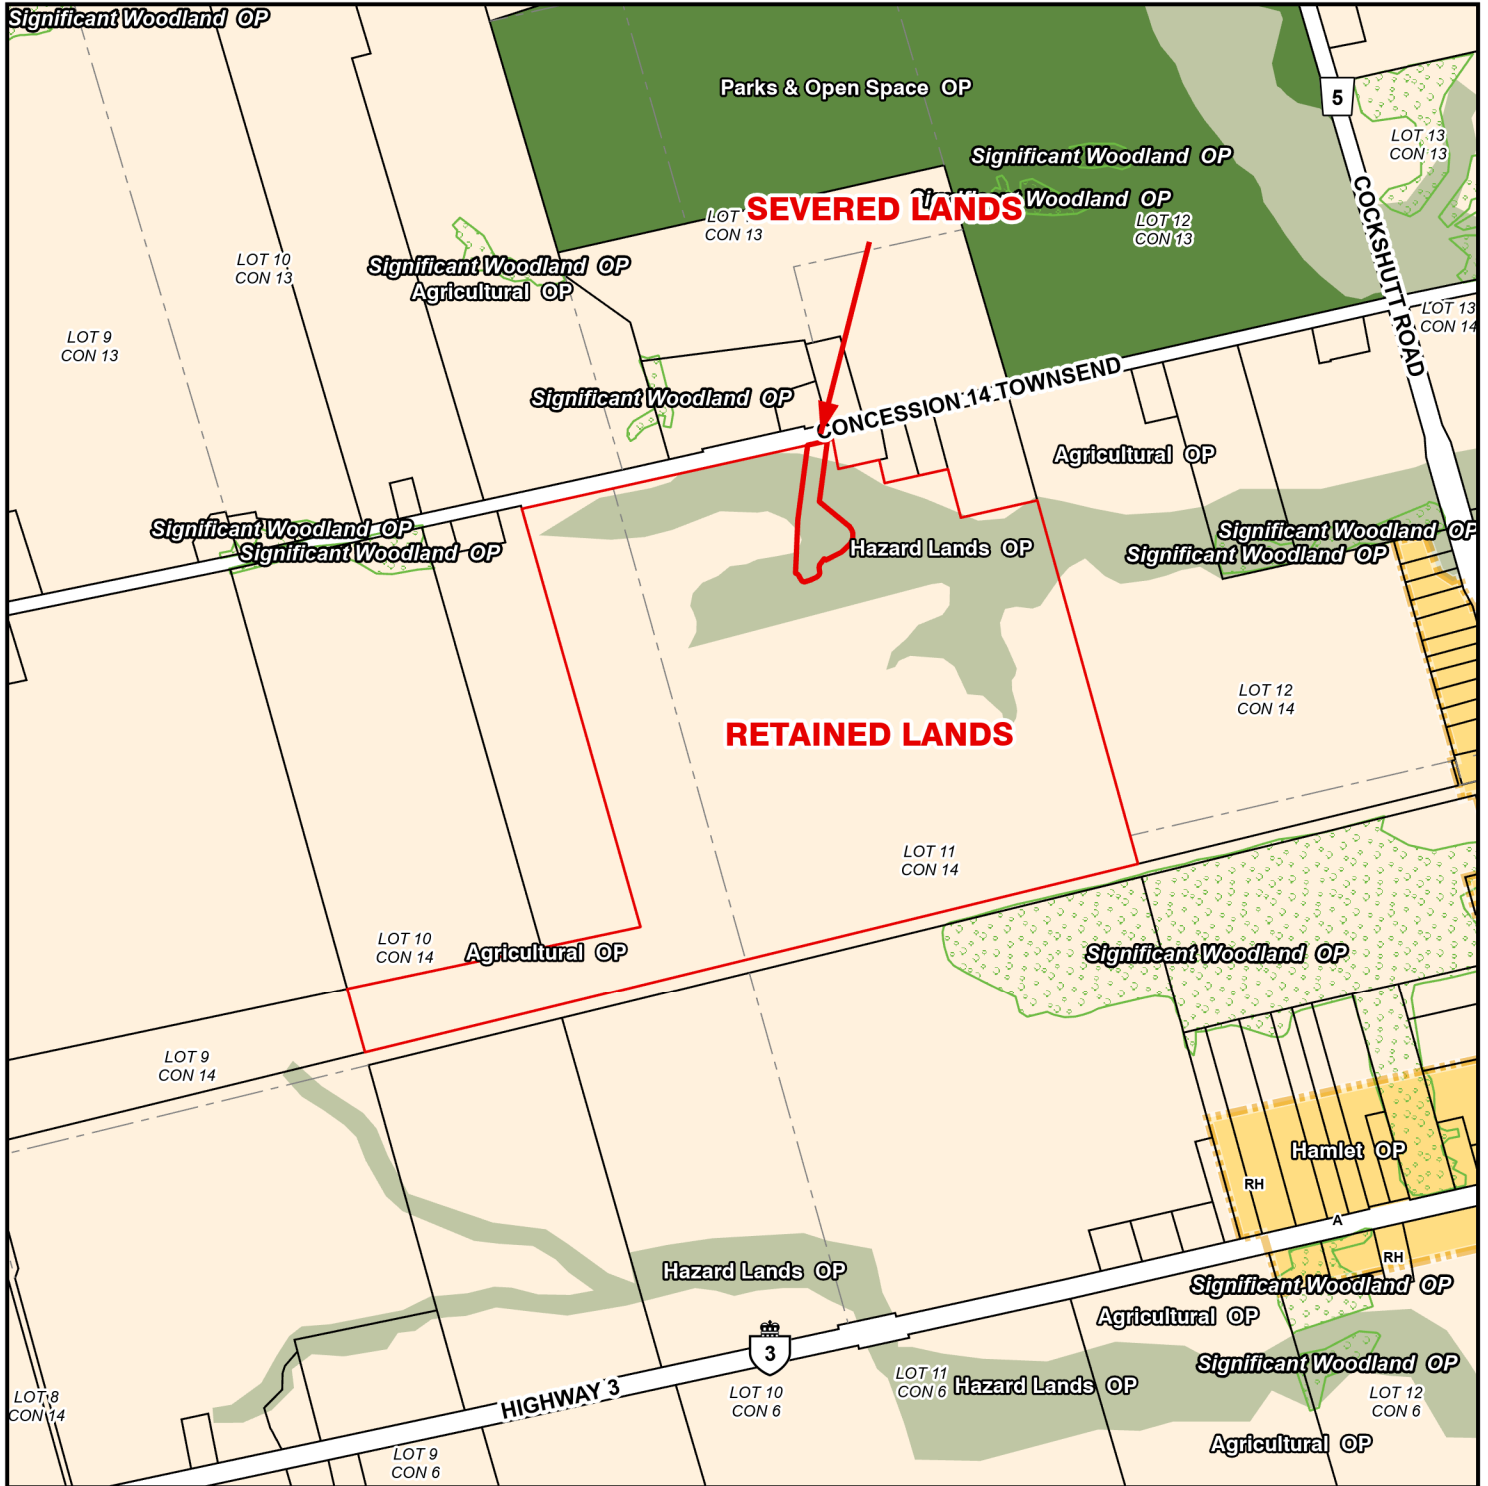 Significant Woodland OP
Parks & Open Space OP
5
LOT 13
CON 13
Significant Woodland OP
Significant Woodland OP
SEVERED LANDS
LOT
CON 13
LOT 12
CON 13
COCKSHUTT ROAD
LOT 10
CON 13
Significant Woodland OP
Agricultural OP
LOT 13
CON 14
LOT 9
CON 13
Significant Woodland OP
CONCESSION 14 TOWNSEND
Agricultural OP
Significant Woodland OP
Significant Woodland OP
Hazard Lands OP
Significant Woodland OP
Significant Woodland OP
LOT 12
CON 14
RETAINED LANDS
LOT 11
CON 14
LOT 10
CON 14
Agricultural OP
Significant Woodland OP
LOT 9
CON 14
Hamlet OP
RH
A
RH
Hazard Lands OP
Significant Woodland OP
Agricultural OP
3
Significant Woodland OP
LOT 11
CON 6
Hazard Lands OP
LOT 12
CON 6
LOT 8
CON 14
HIGHWAY 3
LOT 10
CON 6
Agricultural OP
LOT 9
CON 6